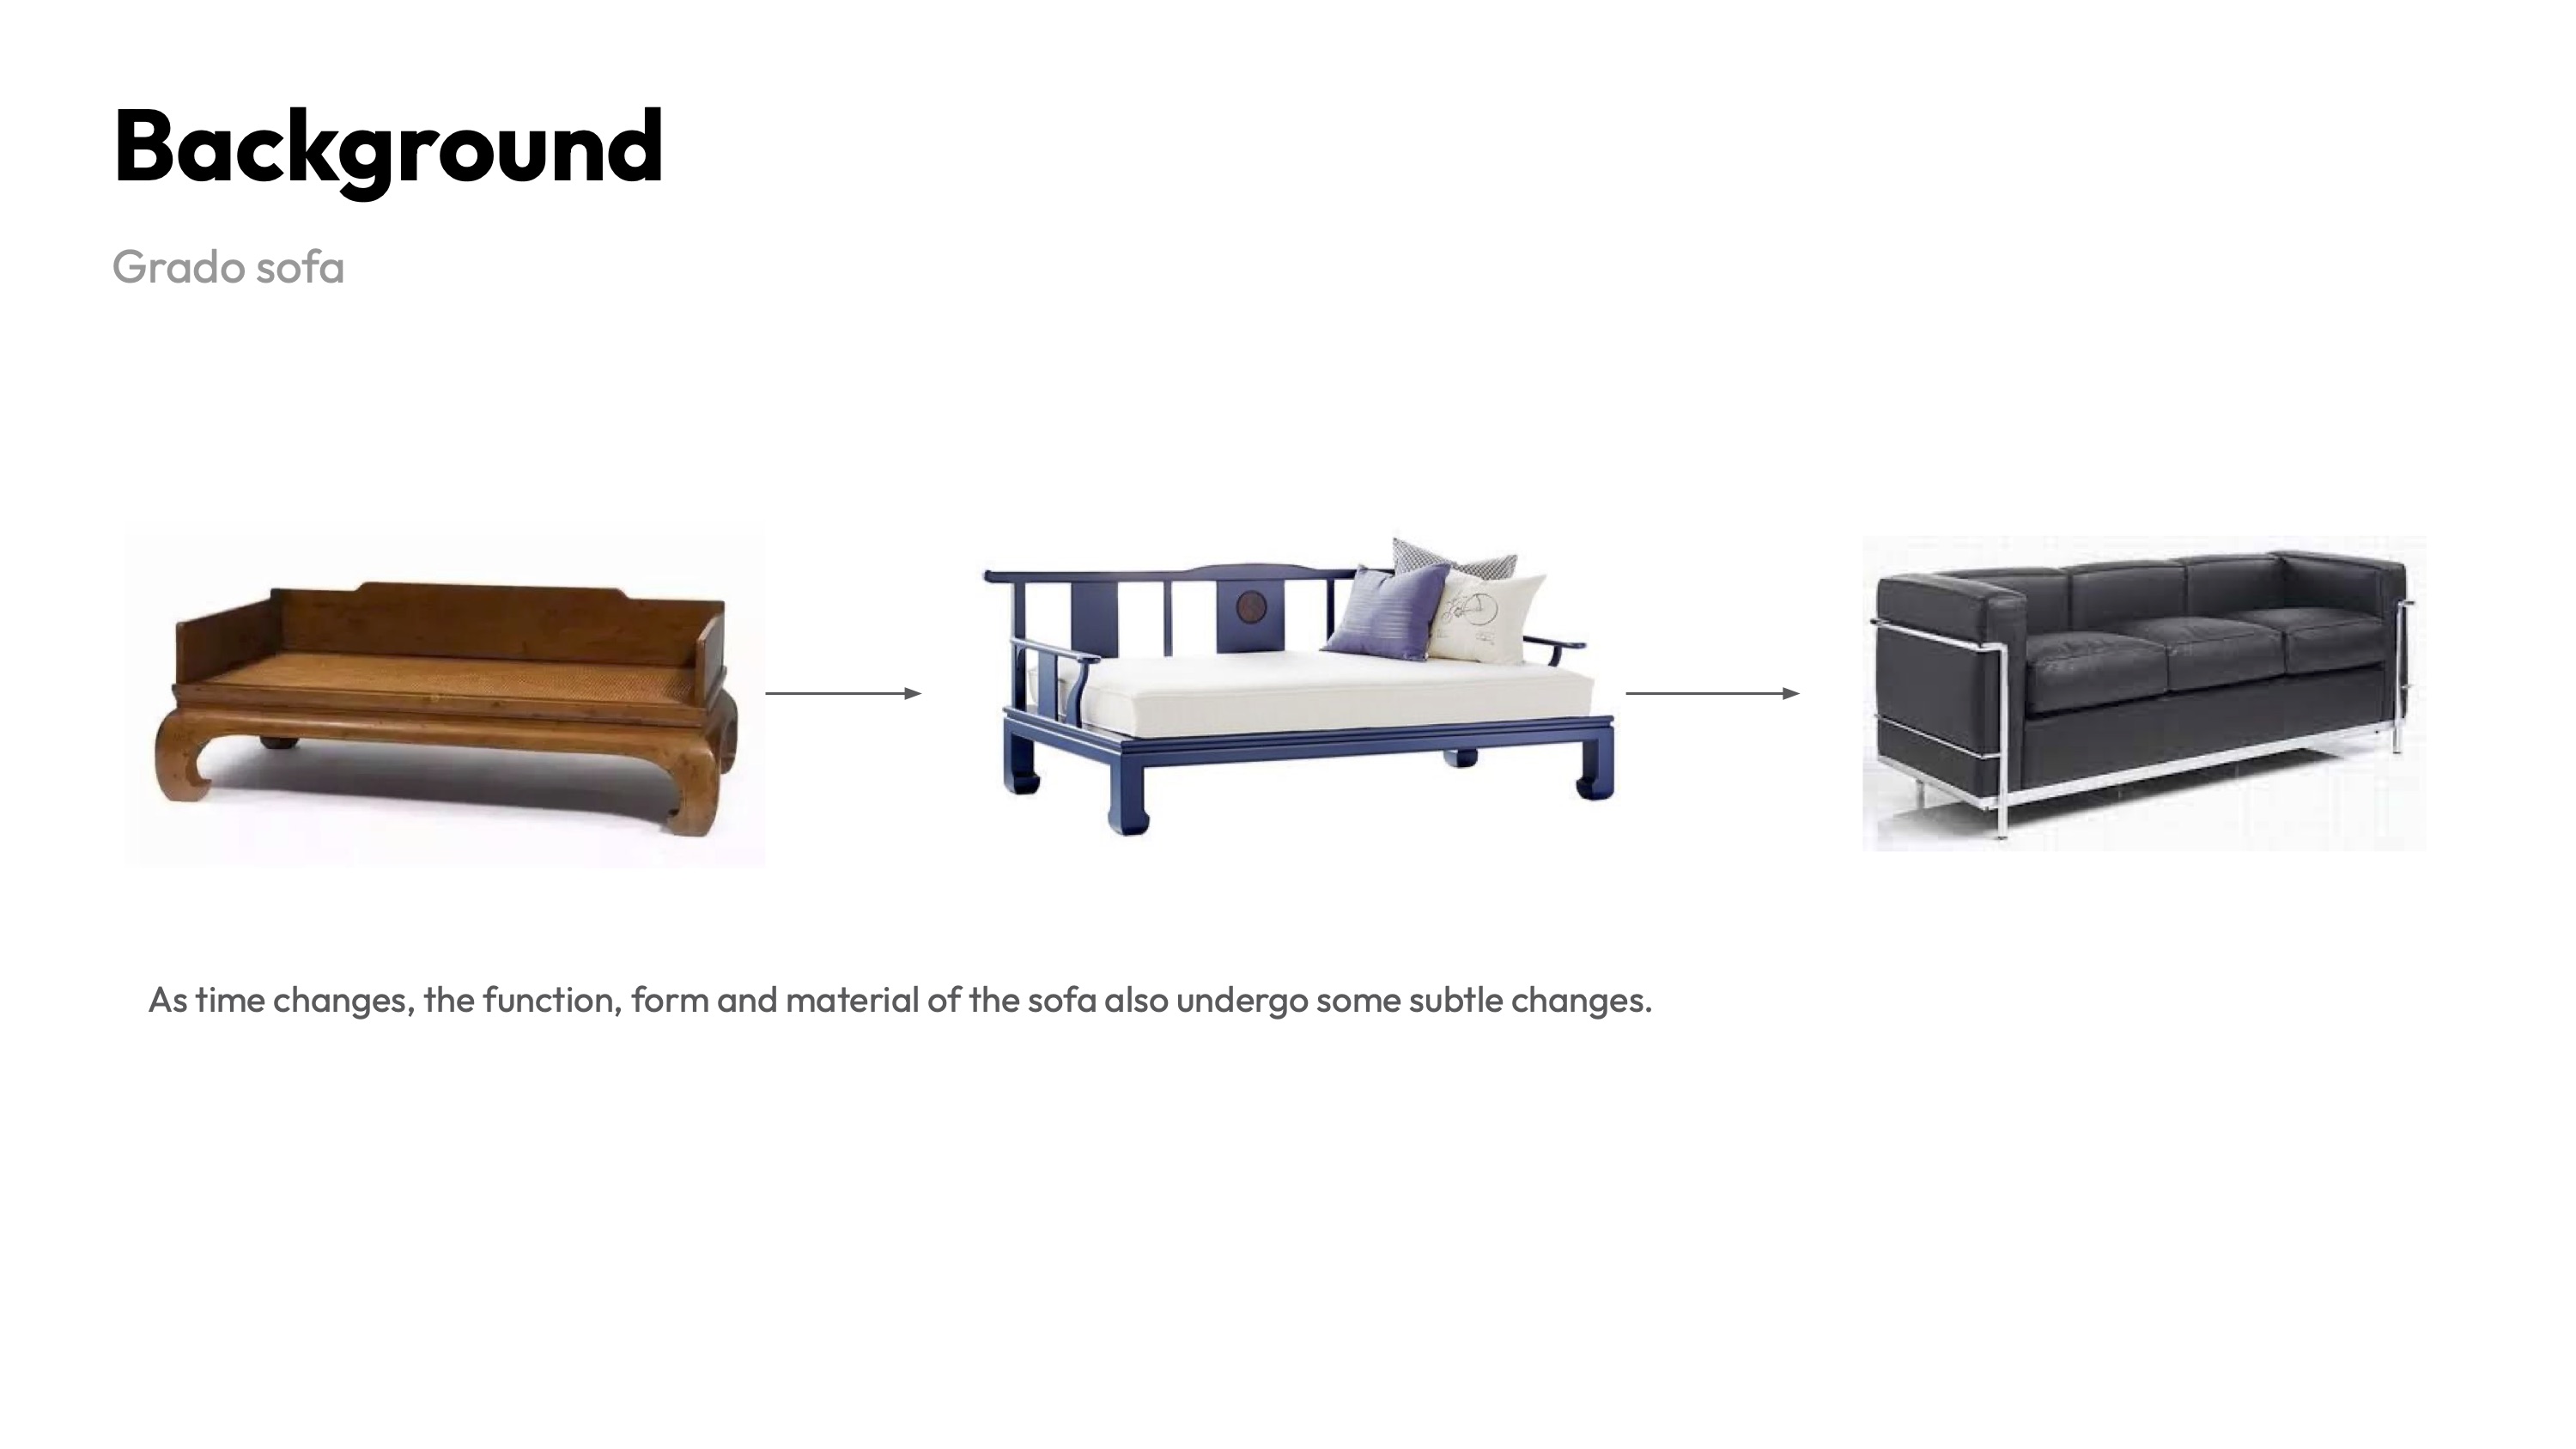 Background
Grado sofa
As time changes, the function, form and material of the sofa also undergo some subtle changes.